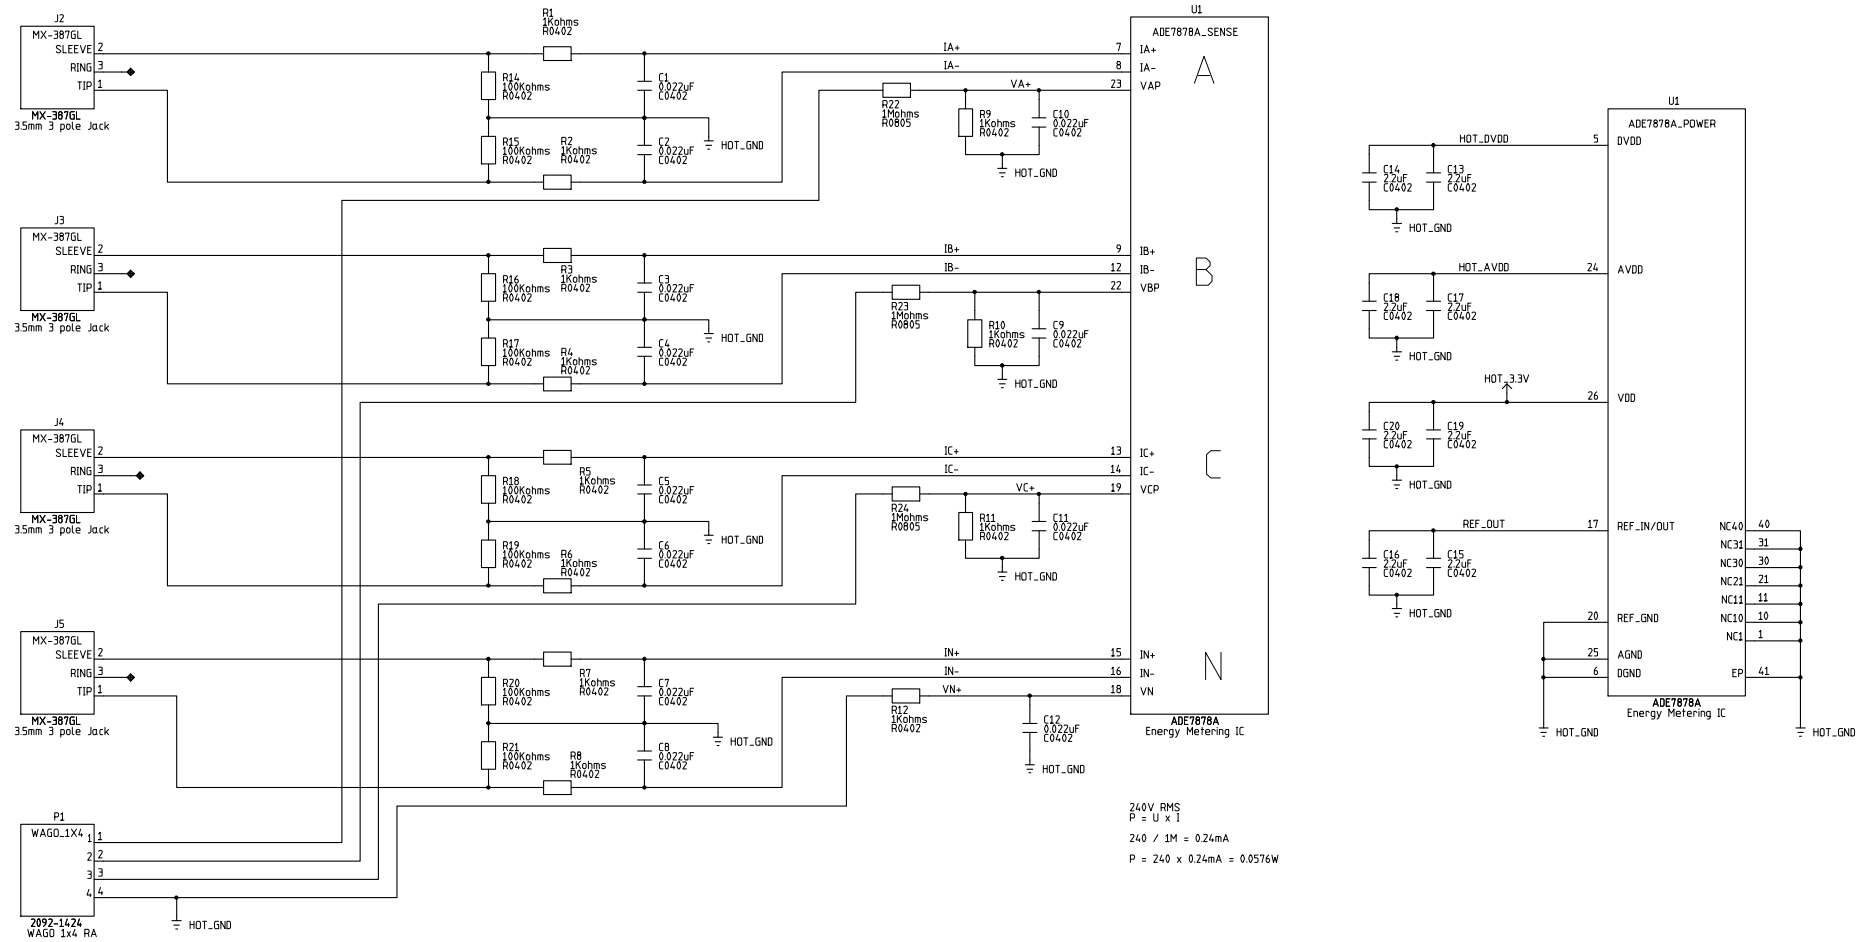 J2
MX-387GL
SLEEVE 2
RING 3
TIP 1
MX-387GL
3.5mm 3 pole Jack
R1
1Kohms
R0402
R14
100Kohms
R0402
C1
0.022uF
C0402
R15
100Kohms
R0402
R2
1Kohms
R0402
C2
0.022uF
C0402
HOT_GND
IA+
IA-
VA+
R22
1Mohms
R0805
R9
1Kohms
R0402
C10
0.022uF
C0402
HOT_GND
J3
MX-387GL
SLEEVE 2
RING 3
TIP 1
MX-387GL
3.5mm 3 pole Jack
R3
1Kohms
R0402
R16
100Kohms
R0402
C3
0.022uF
C0402
R17
100Kohms
R0402
R4
1Kohms
R0402
C4
0.022uF
C0402
HOT_GND
IB+
IB-
R23
1Mohms
R0805
R10
1Kohms
R0402
C9
0.022uF
C0402
HOT_GND
J4
MX-387GL
SLEEVE 2
RING 3
TIP 1
MX-387GL
3.5mm 3 pole Jack
R5
1Kohms
R0402
R18
100Kohms
R0402
C5
0.022uF
C0402
R19
100Kohms
R0402
R6
1Kohms
R0402
C6
0.022uF
C0402
HOT_GND
IC+
IC-
VC+
R24
1Mohms
R0805
R11
1Kohms
R0402
C11
0.022uF
C0402
HOT_GND
J5
MX-387GL
SLEEVE 2
RING 3
TIP 1
MX-387GL
3.5mm 3 pole Jack
R7
1Kohms
R0402
R20
100Kohms
R0402
C7
0.022uF
C0402
R21
100Kohms
R0402
R8
1Kohms
R0402
C8
0.022uF
C0402
HOT_GND
IN+
IN-
VN+
R12
1Kohms
R0402
C12
0.022uF
C0402
HOT_GND
P1
WAGO_1X4
1 1
2 2
3 3
4 4
2092-1424
WAGO 1x4 RA
HOT_GND
U1
ADE7878A_SENSE
7 IA+
8 IA-
23 VAP
A
9 IB+
12 IB-
22 VBP
B
13 IC+
14 IC-
19 VCP
C
15 IN+
16 IN-
18 VN
N
ADE7878A
Energy Metering IC
240V RMS
P = U x I
240 / 1M = 0.24mA
P = 240 x 0.24mA = 0.0576W
U1
ADE7878A_POWER
HOT_DVDD 5 DVDD
C14
2.2uF
C0402
C13
2.2uF
C0402
HOT_GND
HOT_AVDD 24 AVDD
C18
2.2uF
C0402
C17
2.2uF
C0402
HOT_GND
HOT_3.3V
26 VDD
C20
2.2uF
C0402
C19
2.2uF
C0402
HOT_GND
REF_OUT 17 REF_IN/OUT
C16
2.2uF
C0402
C15
2.2uF
C0402
HOT_GND
20 REF_GND
25 AGND
6 DGND
HOT_GND
NC40 40
NC31 31
NC30 30
NC21 21
NC11 11
NC10 10
NC1 1
EP 41
HOT_GND
ADE7878A
Energy Metering IC